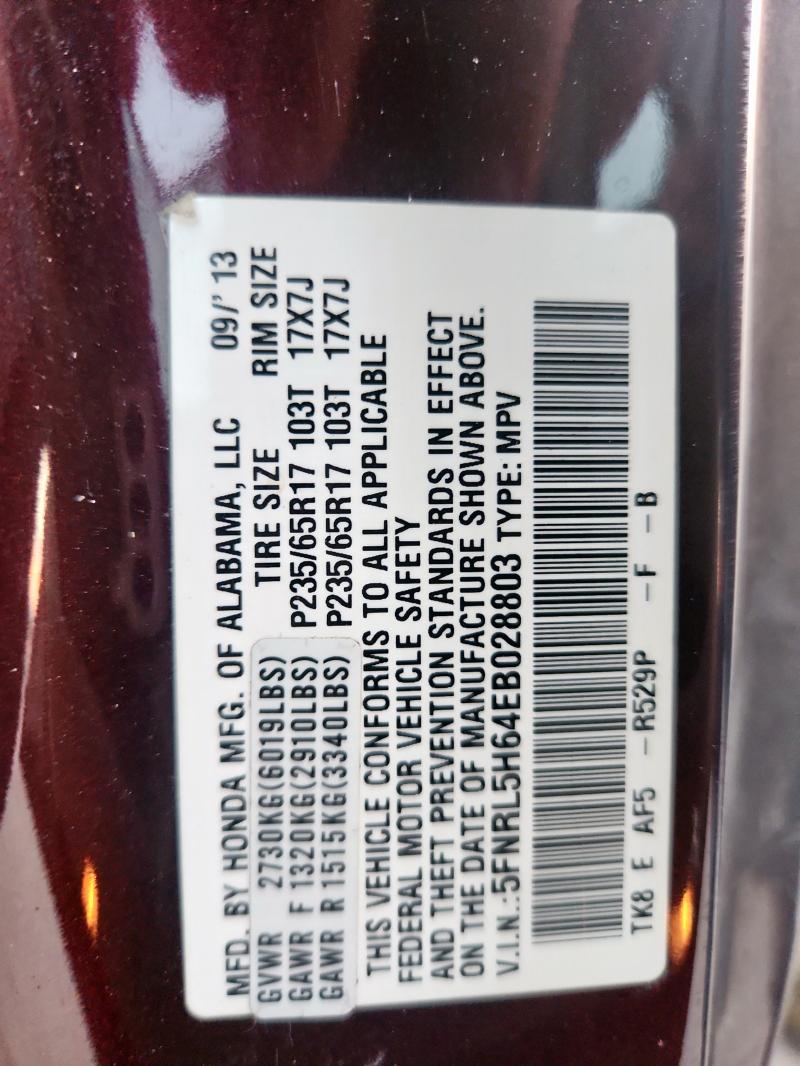 MFD. BY HONDA MFG. OF ALABAMA, LLC 09/'13
GVWR 2730KG(6019LBS) TIRE SIZE RIM SIZE
GAWR F 1320KG(2910LBS) P235/65R17 103T 17X7J
GAWR R 1515KG(3340LBS) P235/65R17 103T 17X7J
THIS VEHICLE CONFORMS TO ALL APPLICABLE
FEDERAL MOTOR VEHICLE SAFETY
AND THEFT PREVENTION STANDARDS IN EFFECT
ON THE DATE OF MANUFACTURE SHOWN ABOVE.
V.I.N.:5FNRL5H64EB028803 TYPE: MPV
TK8 E AF5 –R529P –F –B